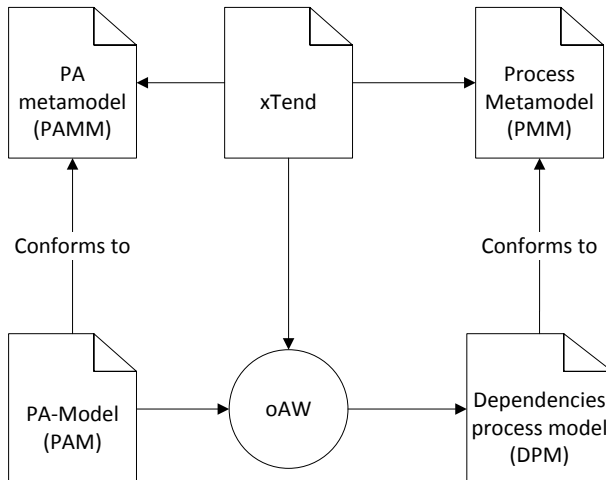 PA
metamodel
(PAMM)
xTend
Process
Metamodel
(PMM)
Conforms to
Conforms to
PA-Model
(PAM)
oAW
Dependencies
process model
(DPM)